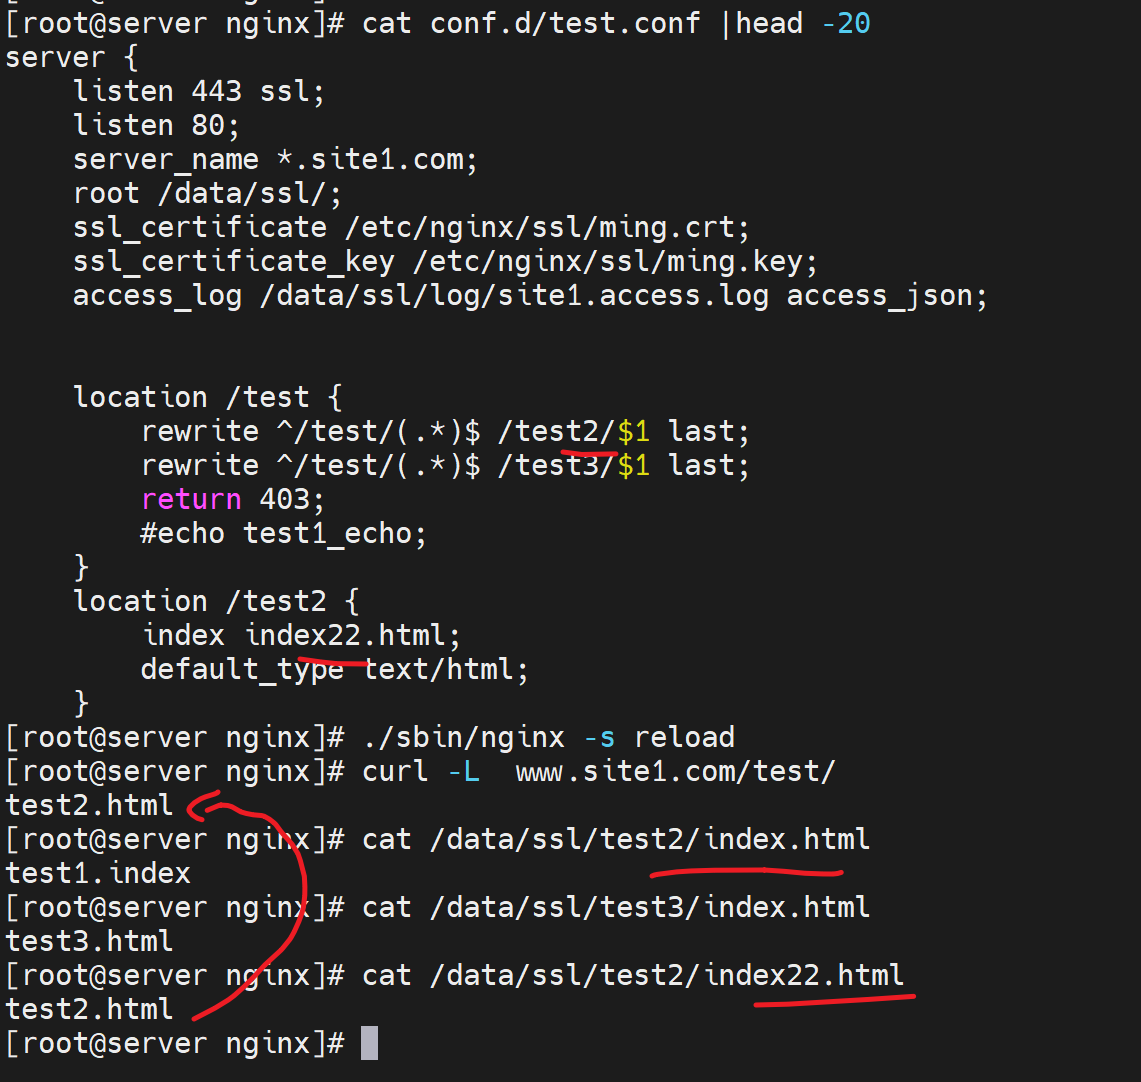 [root@server nginx]# cat conf.d/test.conf |head -20
server {
    listen 443 ssl;
    listen 80;
    server_name *.site1.com;
    root /data/ssl/;
    ssl_certificate /etc/nginx/ssl/ming.crt;
    ssl_certificate_key /etc/nginx/ssl/ming.key;
    access_log /data/ssl/log/site1.access.log access_json;
    location /test {
        rewrite ^/test/(.*)$ /test2/$1 last;
        rewrite ^/test/(.*)$ /test3/$1 last;
        return 403;
        #echo test1_echo;
    }
    location /test2 {
        index index22.html;
        default_type text/html;
    }
[root@server nginx]# ./sbin/nginx -s reload
[root@server nginx]# curl -L  www.site1.com/test/
test2.html
[root@server nginx]# cat /data/ssl/test2/index.html
test1.index
[root@server nginx]# cat /data/ssl/test3/index.html
test3.html
[root@server nginx]# cat /data/ssl/test2/index22.html
test2.html
[root@server nginx]#